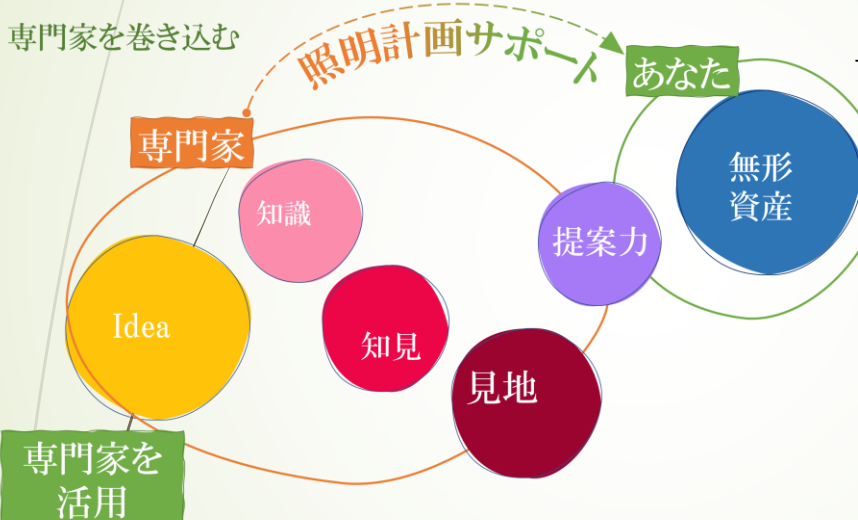 専門家を巻き込む
照明計画サポート
あなた
専門家
無形
資産
知識
提案力
Idea
知見
見地
専門家を
活用